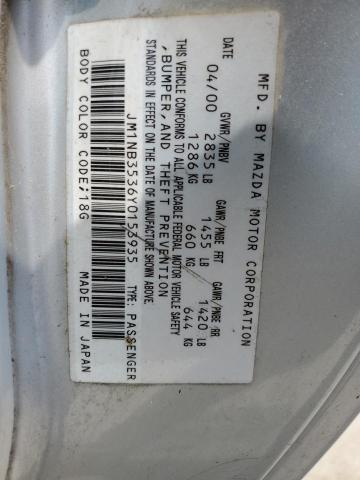 MFD. BY MAZDA MOTOR CORPORATION
DATE GVWR/PNBV GAWR/PNBE FRT GAWR/PNBE RR
04/00 2835 LB 1455 LB 1420 LB
1286 KG 660 KG 644 KG
THIS VEHICLE CONFORMS TO ALL APPLICABLE FEDERAL MOTOR VEHICLE SAFETY
, BUMPER, AND THEFT PREVENTION
STANDARDS IN EFFECT ON THE DATE OF MANUFACTURE SHOWN ABOVE.
JM1NB3536Y0153935 TYPE: PASSENGER
BODY COLOR CODE;18G MADE IN JAPAN